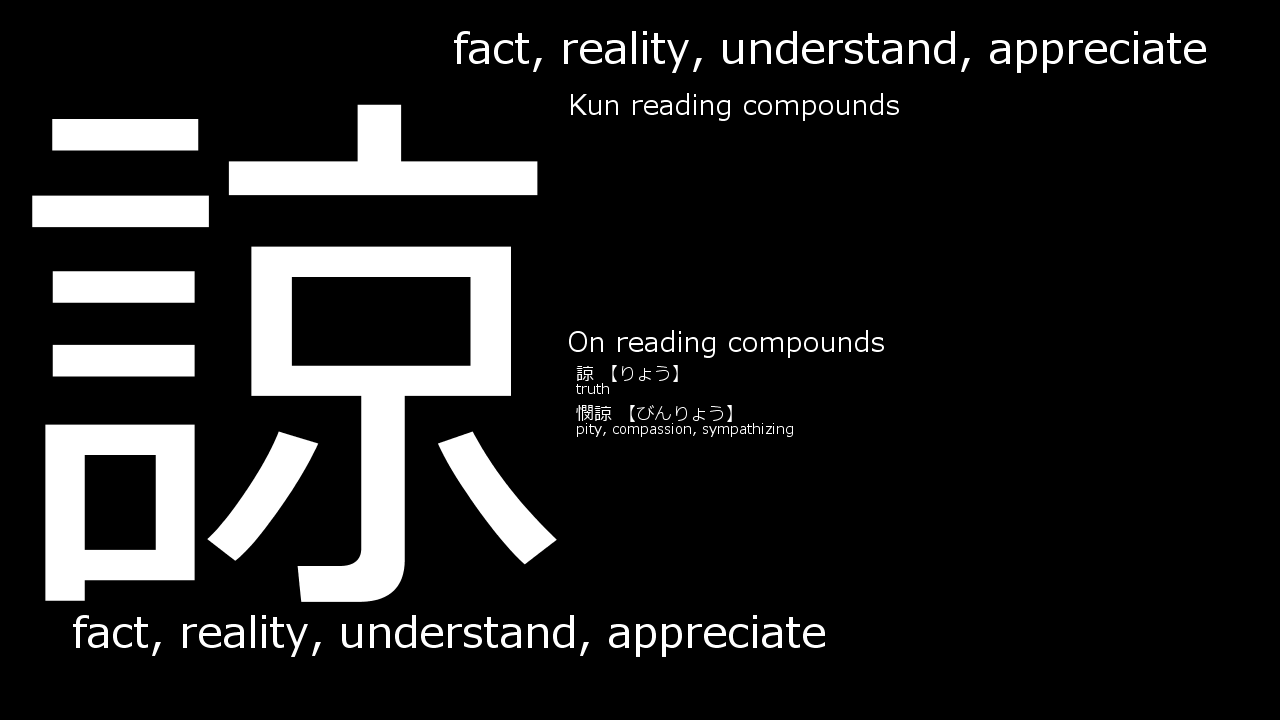 fact, reality, understand, appreciate
Kun reading compounds
諒
On reading compounds
諒 【りょう】
truth
憫諒 【びんりょう】
pity, compassion, sympathizing
fact, reality, understand, appreciate